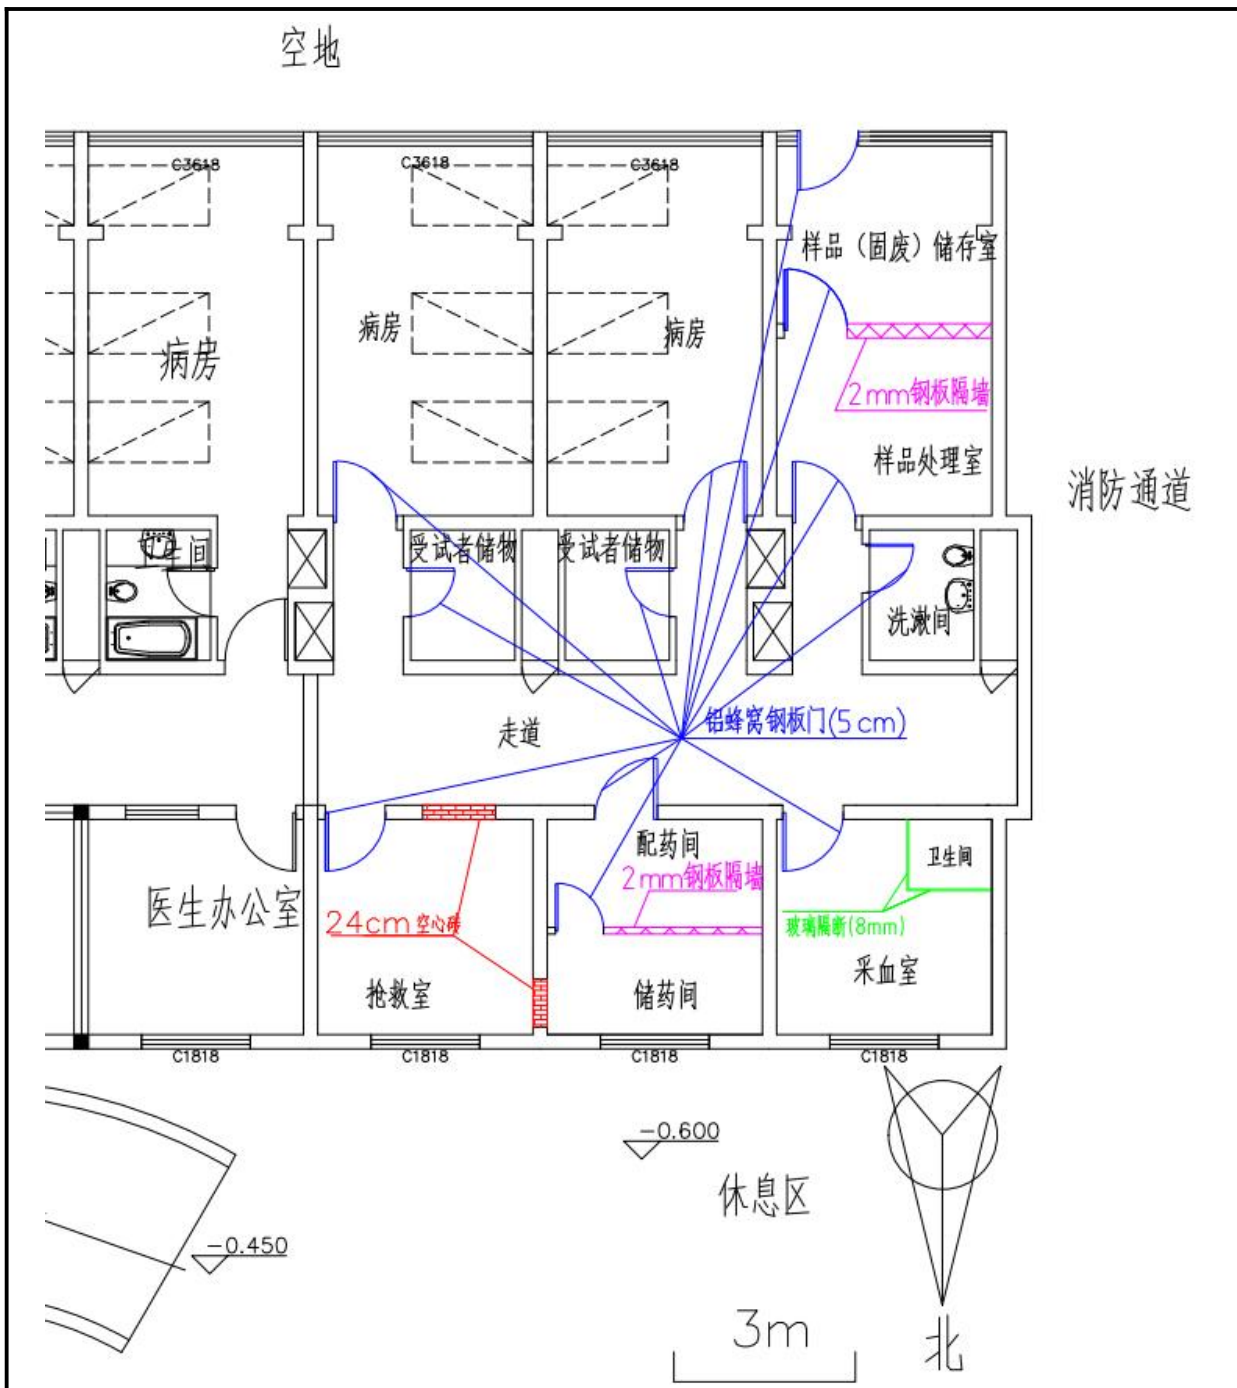 空地
C3618
C3618
C3618
样品（固废）储存室
病房
病房
病房
2mm钢板隔墙
样品处理室
消防通道
卫生间
受试者储物
受试者储物
洗漱间
走道
铝蜂窝钢板门(5cm)
配药间
2mm钢板隔墙
卫生间
医生办公室
24cm空心砖
玻璃隔断(8mm)
抢救室
储药间
采血室
C1818
C1818
C1818
C1818
-0.600
休息区
-0.450
3m
北